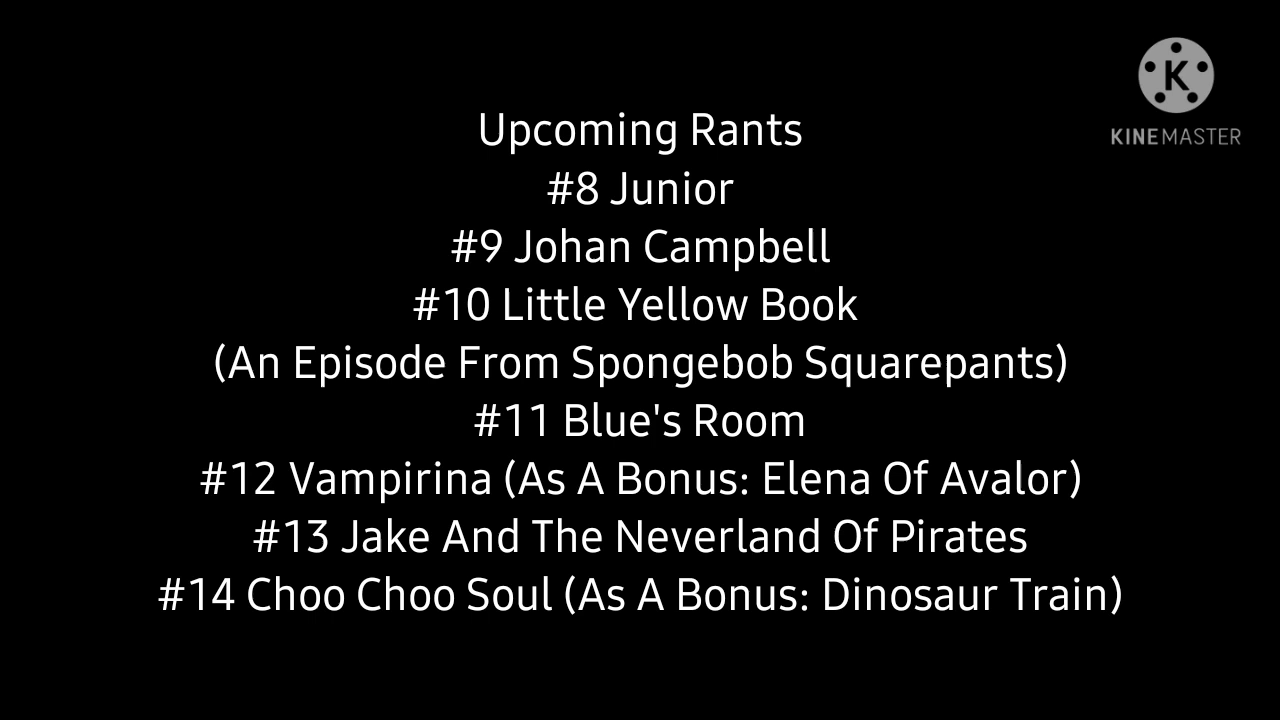 Upcoming Rants
#8 Junior
#9 Johan Campbell
#10 Little Yellow Book
(An Episode From Spongebob Squarepants)
#11 Blue's Room
#12 Vampirina (As A Bonus: Elena Of Avalor)
#13 Jake And The Neverland Of Pirates
#14 Choo Choo Soul (As A Bonus: Dinosaur Train)
K
KINEMASTER